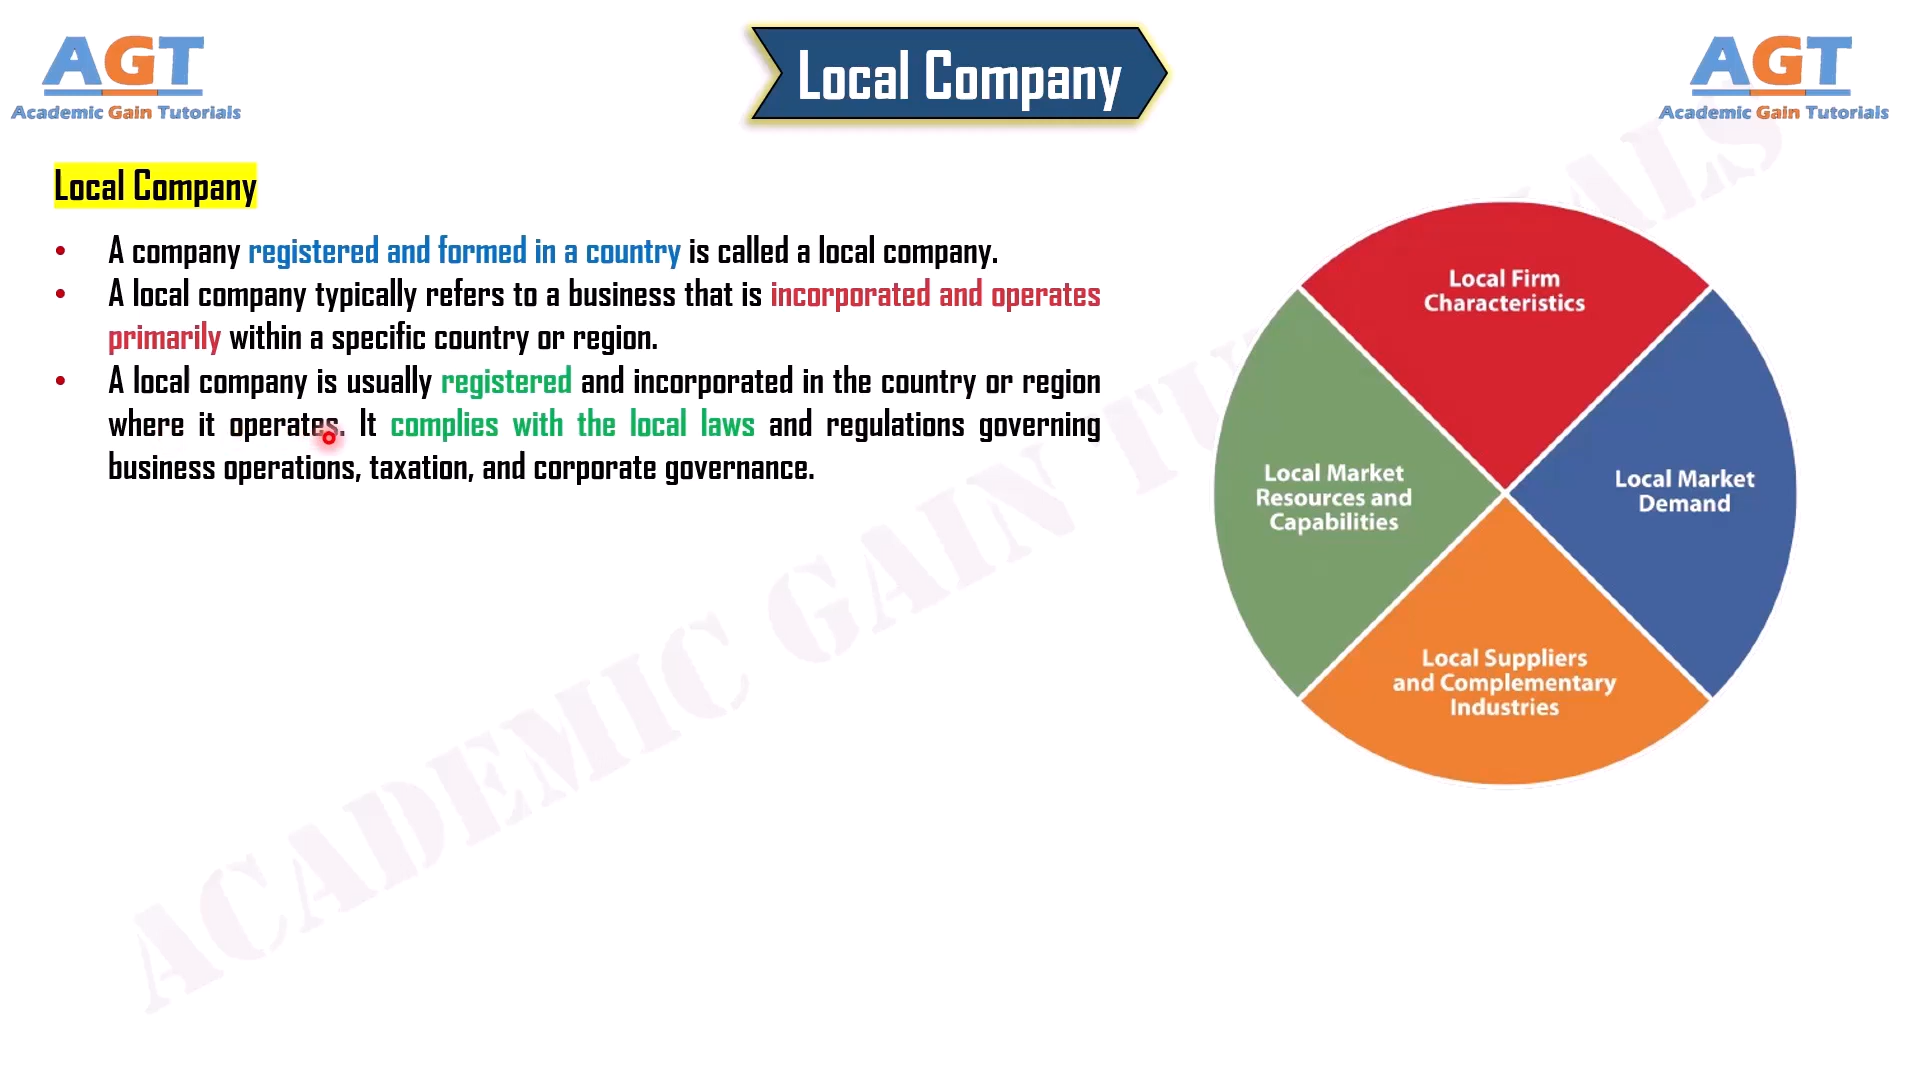 AGT
Academic Gain Tutorials
Local Company
AGT
Academic Gain Tutorials
Local Company
• A company registered and formed in a country is called a local company.
• A local company typically refers to a business that is incorporated and operates
primarily within a specific country or region.
• A local company is usually registered and incorporated in the country or region
where it operates. It complies with the local laws and regulations governing
business operations, taxation, and corporate governance.
Local Firm
Characteristics
Local Market
Resources and
Capabilities
Local Market
Demand
Local Suppliers
and Complementary
Industries
ACADEMIC GAIN TUTORIALS